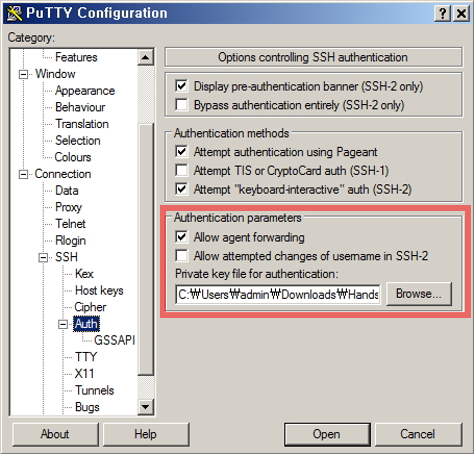 PuTTY Configuration
Category:
Features
Window
Appearance
Behaviour
Translation
Selection
Colours
Connection
Data
Proxy
Telnet
Rlogin
SSH
Kex
Host keys
Cipher
Auth
GSSAPI
TTY
X11
Tunnels
Bugs
Options controlling SSH authentication
Display pre-authentication banner (SSH-2 only)
Bypass authentication entirely (SSH-2 only)
Authentication methods
Attempt authentication using Pageant
Attempt TIS or CryptoCard auth (SSH-1)
Attempt "keyboard-interactive" auth (SSH-2)
Authentication parameters
Allow agent forwarding
Allow attempted changes of username in SSH-2
Private key file for authentication:
C:₩Users₩admin₩Downloads₩Hands Browse...
About Help Open Cancel